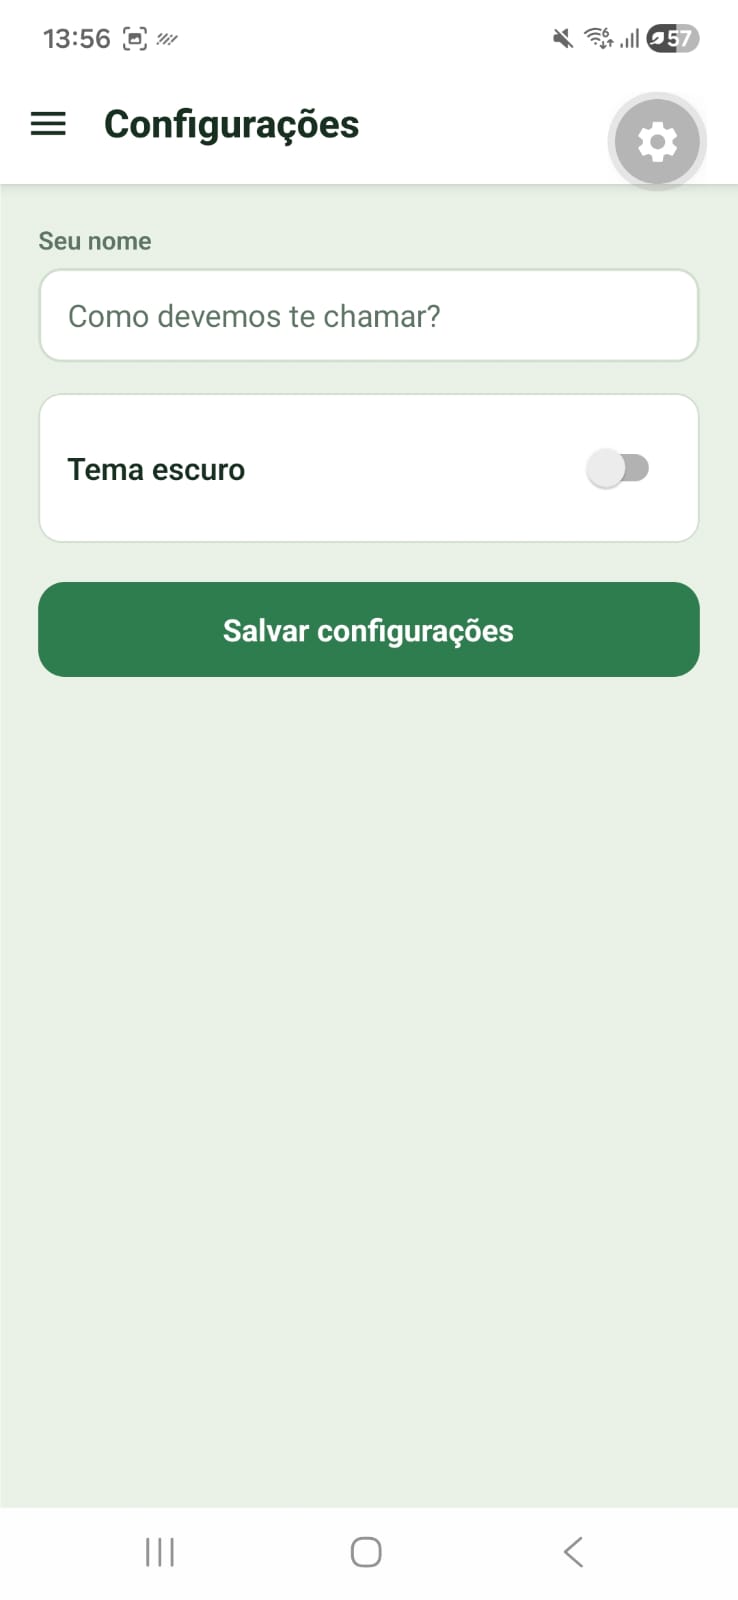 13:56
57
Configurações
Seu nome
Como devemos te chamar?
Tema escuro
Salvar configurações